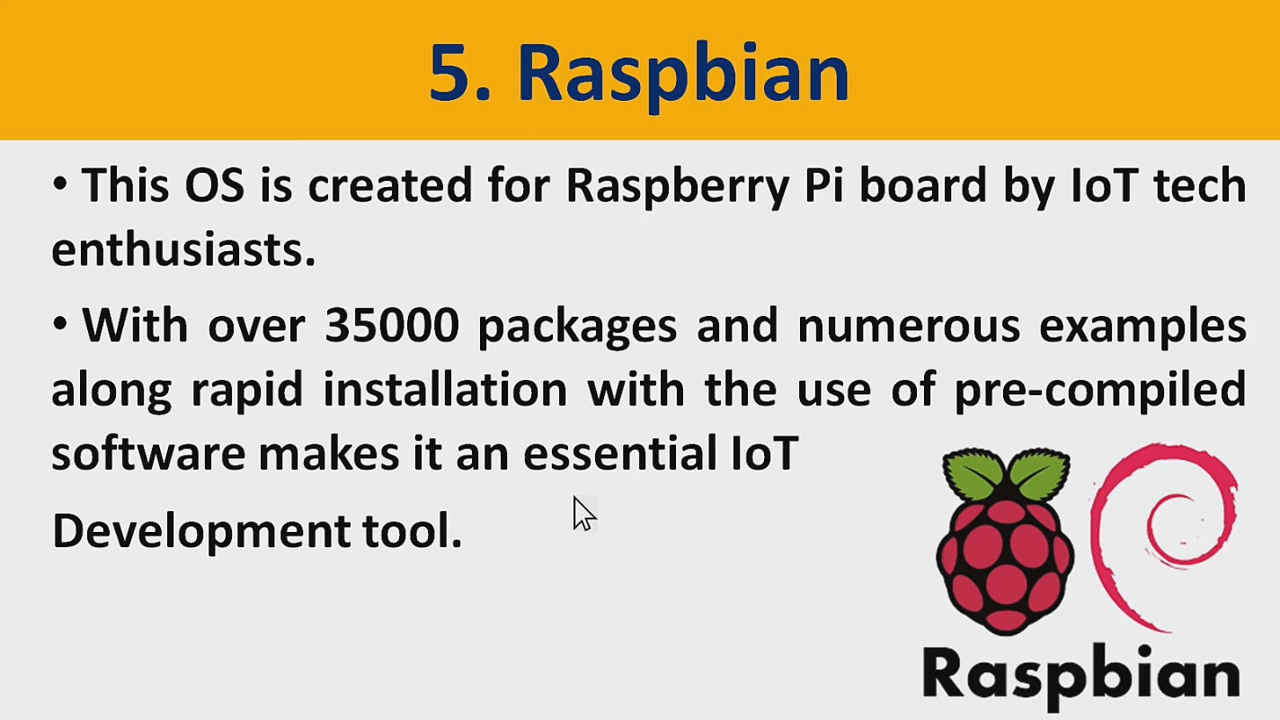 5. Raspbian
• This OS is created for Raspberry Pi board by IoT tech
enthusiasts.
• With over 35000 packages and numerous examples
along rapid installation with the use of pre-compiled
software makes it an essential IoT
Development tool.
Raspbian